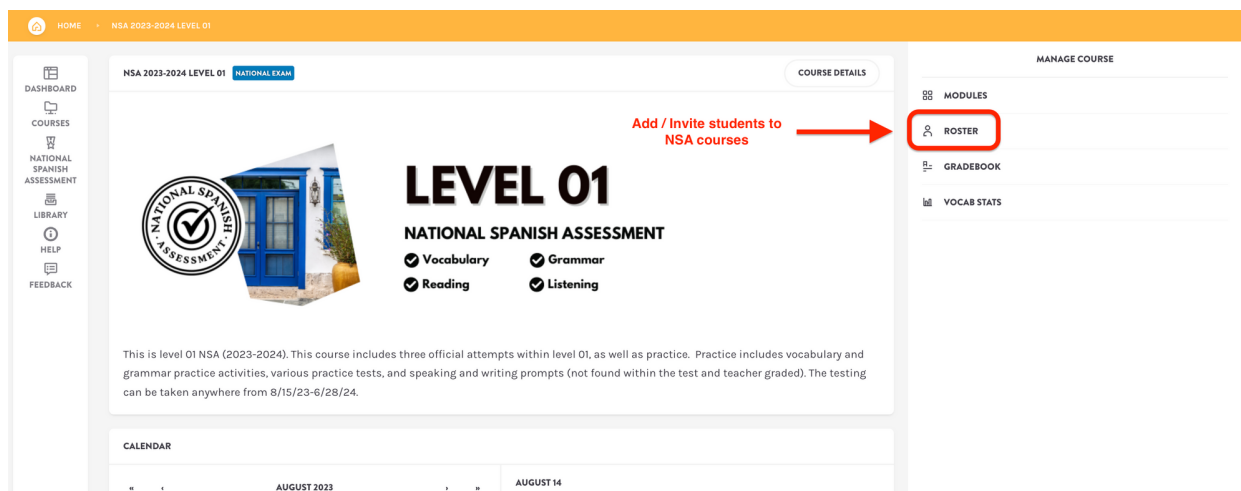 HOME • NSA 2023-2024 LEVEL 01
DASHBOARD
COURSES
NATIONAL
SPANISH
ASSESSMENT
LIBRARY
HELP
FEEDBACK
NSA 2023-2024 LEVEL 01 NATIONAL EXAM
COURSE DETAILS
Add / Invite students to
NSA courses
NATIONAL SPANISH
ASSESSMENT
LEVEL 01
NATIONAL SPANISH ASSESSMENT
Vocabulary Grammar
Reading Listening
This is level 01 NSA (2023-2024). This course includes three official attempts within level 01, as well as practice. Practice includes vocabulary and
grammar practice activities, various practice tests, and speaking and writing prompts (not found within the test and teacher graded). The testing
can be taken anywhere from 8/15/23-6/28/24.
CALENDAR
« ‹ AUGUST 2023 › »
AUGUST 14
MANAGE COURSE
MODULES
ROSTER
GRADEBOOK
VOCAB STATS